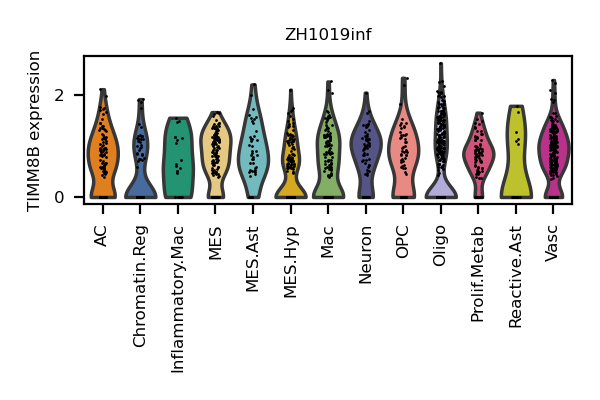 ZH1019inf
TIMM8B expression
2
0
AC
Chromatin.Reg
Inflammatory.Mac
MES
MES.Ast
MES.Hyp
Mac
Neuron
OPC
Oligo
Prolif.Metab
Reactive.Ast
Vasc